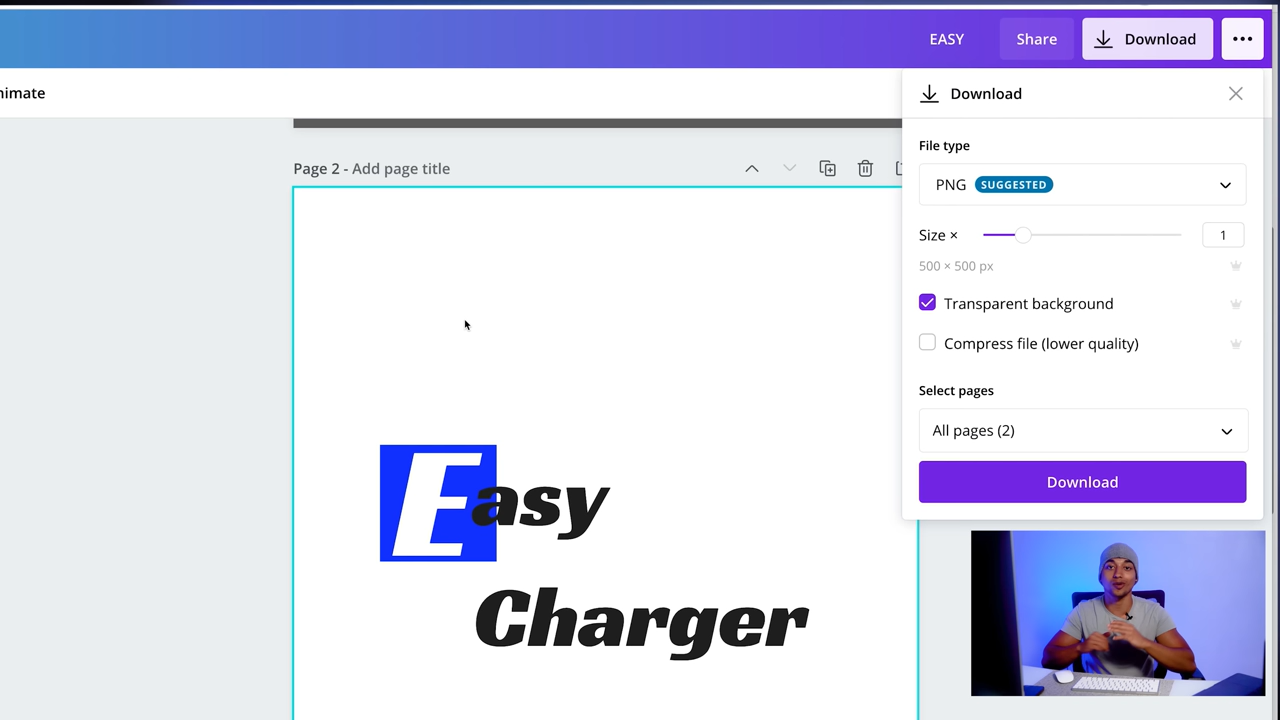 EASY
Share
Download
nimate
Download
File type
PNG SUGGESTED
Size ×
1
500 × 500 px
Transparent background
Compress file (lower quality)
Select pages
All pages (2)
Download
Page 2 - Add page title
Easy
Charger